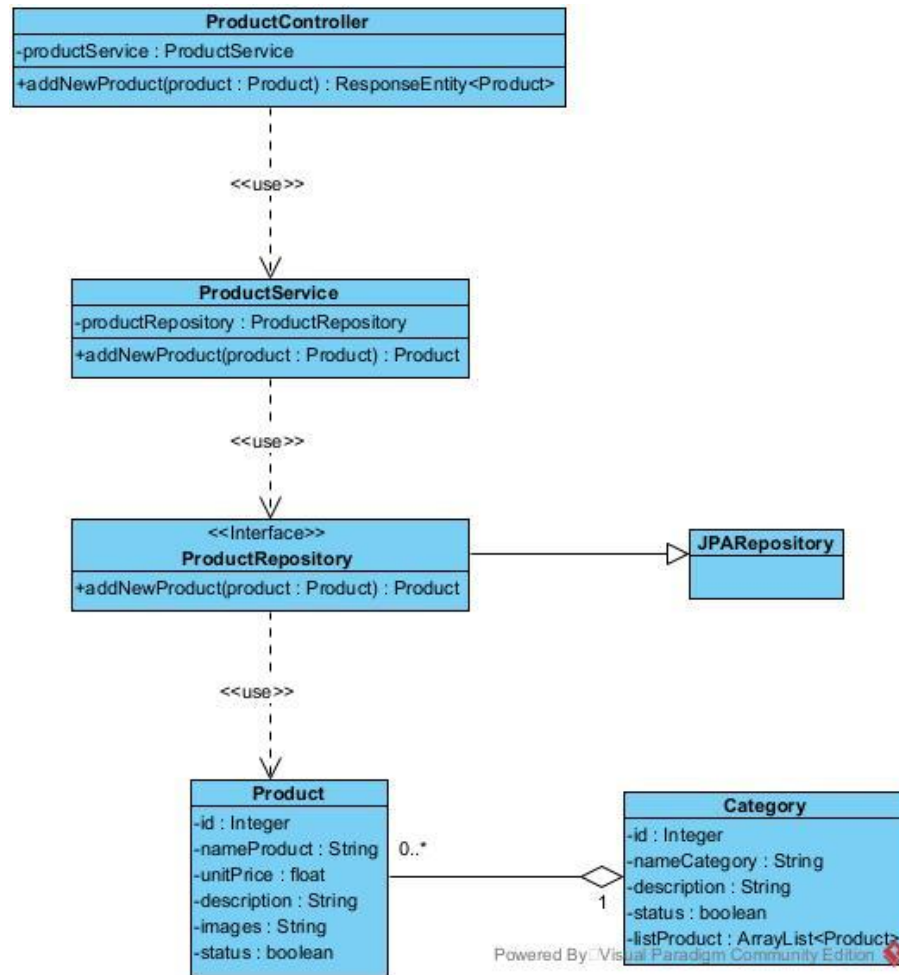 ProductController
-productService : ProductService
+addNewProduct(product : Product) : ResponseEntity<Product>
<<use>>
ProductService
-productRepository : ProductRepository
+addNewProduct(product : Product) : Product
<<use>>
<<Interface>>
ProductRepository
+addNewProduct(product : Product) : Product
JPARepository
<<use>>
Product
-id : Integer
-nameProduct : String
-unitPrice : float
-description : String
-images : String
-status : boolean
0..*
1
Category
-id : Integer
-nameCategory : String
-description : String
-status : boolean
-listProduct : ArrayList<Product>
Powered By Visual Paradigm Community Edition